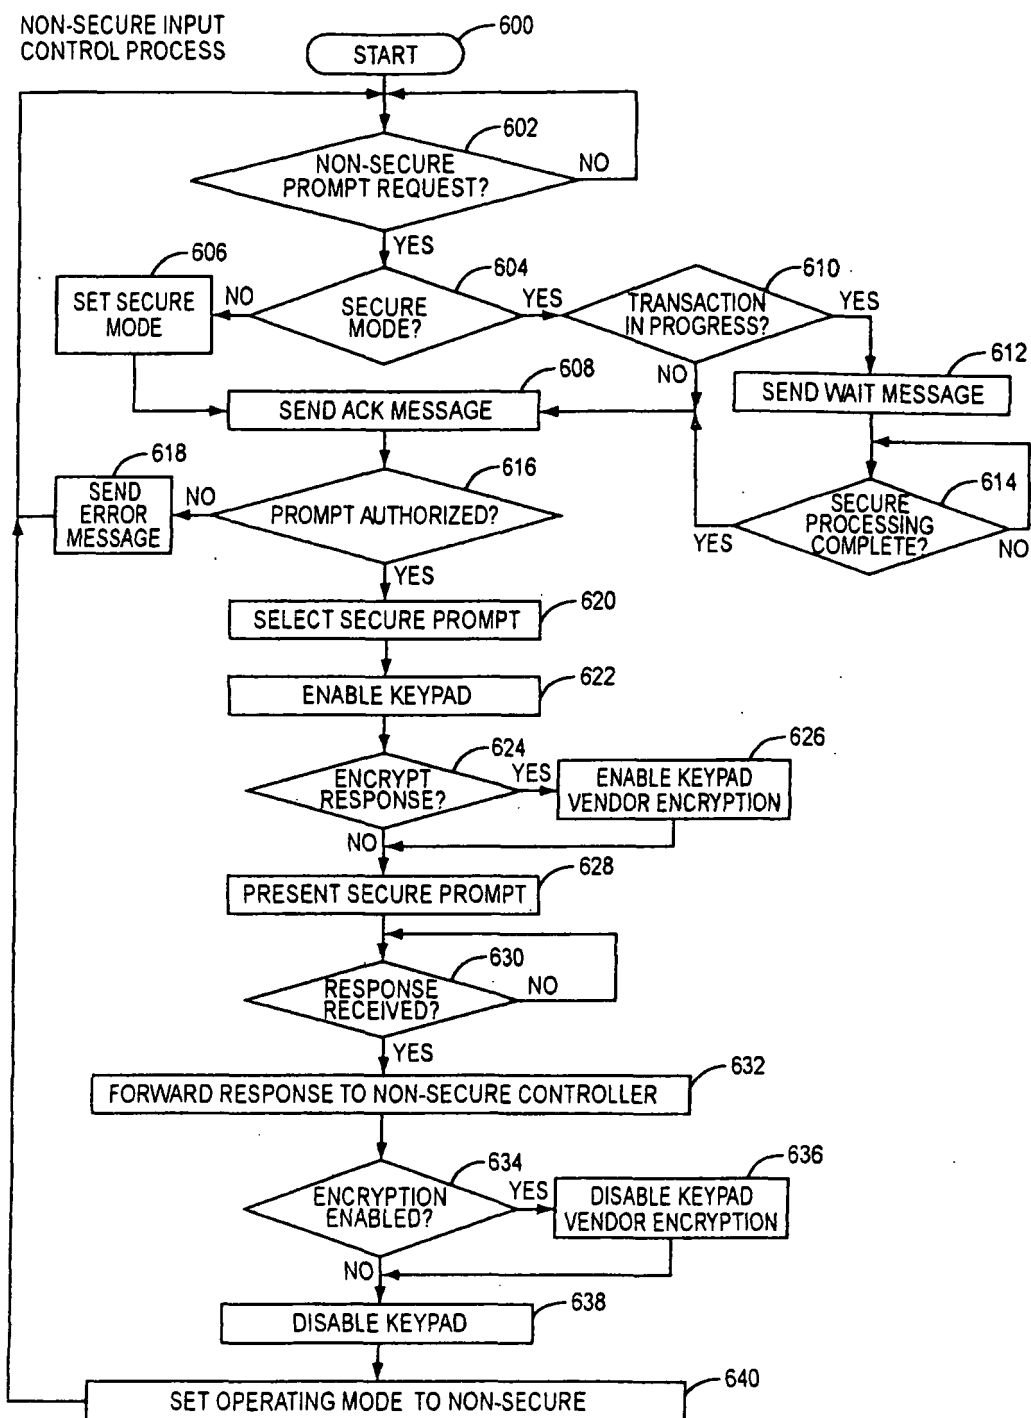 NON-SECURE INPUT
CONTROL PROCESS
600
START
602
NON-SECURE
PROMPT REQUEST?
NO
YES
606
SET SECURE
MODE
NO
604
SECURE
MODE?
YES
610
TRANSACTION
IN PROGRESS?
YES
NO
612
SEND WAIT MESSAGE
608
SEND ACK MESSAGE
614
SECURE
PROCESSING
COMPLETE?
YES
NO
618
SEND
ERROR
MESSAGE
NO
616
PROMPT AUTHORIZED?
YES
620
SELECT SECURE PROMPT
622
ENABLE KEYPAD
624
ENCRYPT
RESPONSE?
YES
626
ENABLE KEYPAD
VENDOR ENCRYPTION
NO
628
PRESENT SECURE PROMPT
630
RESPONSE
RECEIVED?
NO
YES
632
FORWARD RESPONSE TO NON-SECURE CONTROLLER
634
ENCRYPTION
ENABLED?
YES
636
DISABLE KEYPAD
VENDOR ENCRYPTION
NO
638
DISABLE KEYPAD
640
SET OPERATING MODE TO NON-SECURE